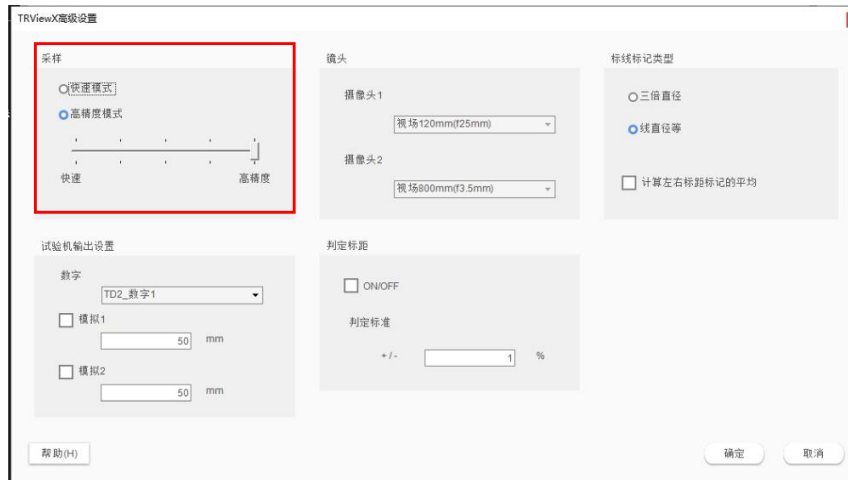 TRViewX高级设置
采样
快速模式
高精度模式
快速
高精度
镜头
摄像头1
视场120mm(f25mm)
摄像头2
视场800mm(f3.5mm)
标线标记类型
三倍直径
线直径等
计算左右标距标记的平均
试验机输出设置
数字
TD2_数字1
模拟1
50 mm
模拟2
50 mm
判定标距
ON/OFF
判定标准
+/- 1 %
帮助(H)
确定
取消